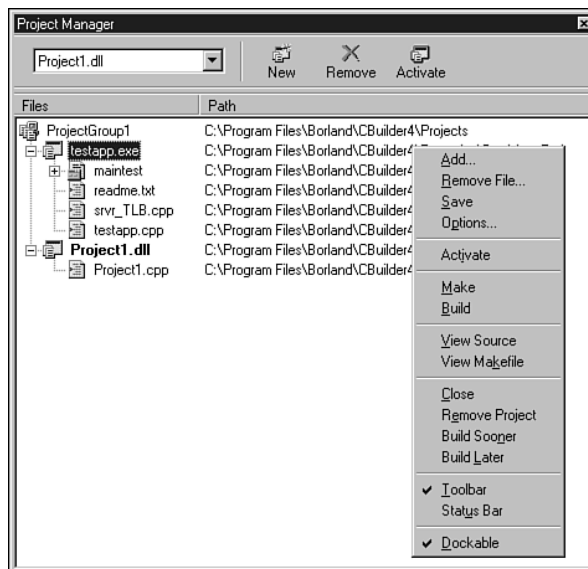 Project Manager
Project1.dll
New Remove Activate
Files Path
ProjectGroup1 C:\Program Files\Borland\CBuilder4\Projects
testapp.exe C:\Program Files\Borland\CBuilder4\
maintest C:\Program Files\Borland\CBuilder4
readme.txt C:\Program Files\Borland\CBuilder4
srvr_TLB.cpp C:\Program Files\Borland\CBuilder4
testapp.cpp C:\Program Files\Borland\CBuilder4
Project1.dll C:\Program Files\Borland\CBuilder4
Project1.cpp C:\Program Files\Borland\CBuilder4
Add...
Remove File...
Save
Options...
Activate
Make
Build
View Source
View Makefile
Close
Remove Project
Build Sooner
Build Later
Toolbar
Status Bar
Dockable